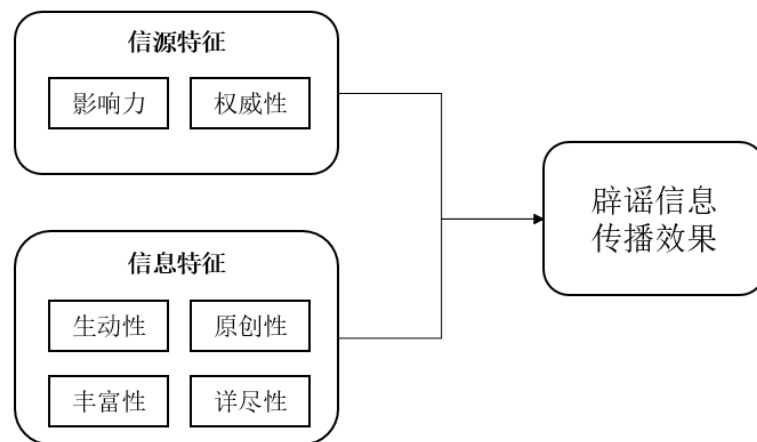 信源特征
影响力 权威性
信息特征
生动性 原创性
丰富性 详尽性
辟谣信息
传播效果